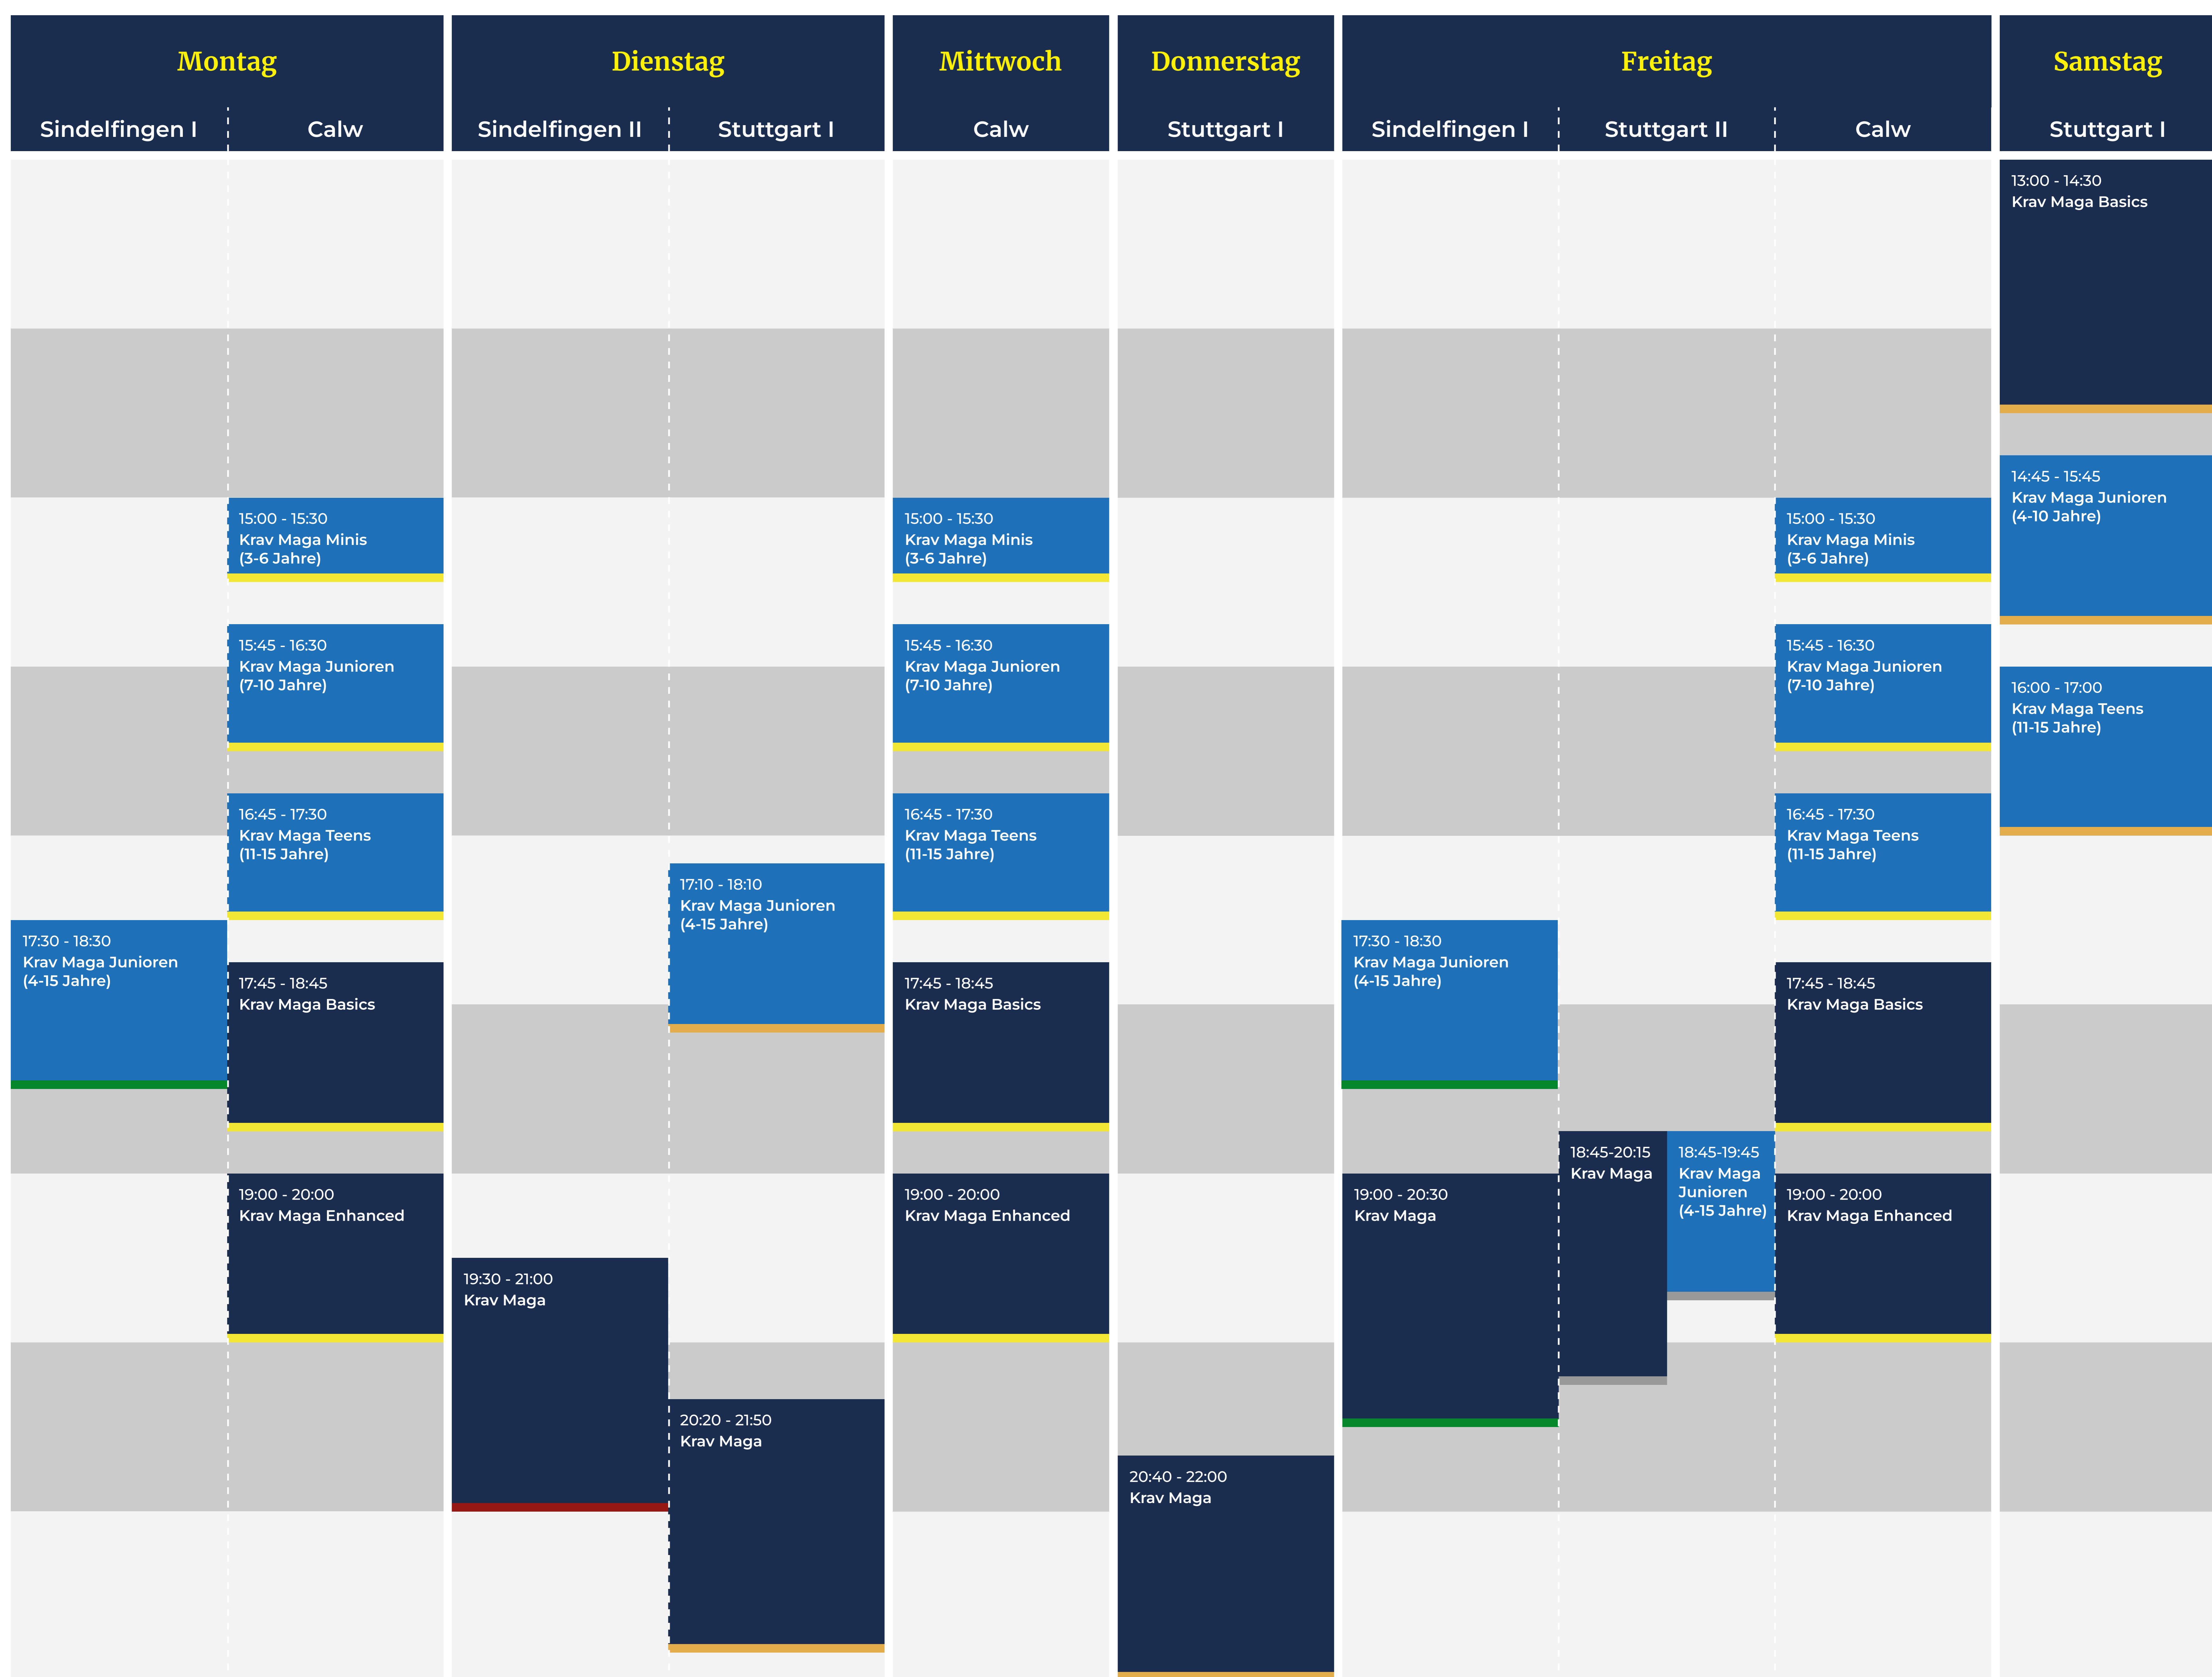 Montag
Sindelfingen I
Calw
Dienstag
Sindelfingen II
Stuttgart I
Mittwoch
Calw
Donnerstag
Stuttgart I
Freitag
Sindelfingen I
Stuttgart II
Calw
Samstag
Stuttgart I
17:30 - 18:30
Krav Maga Junioren
(4-15 Jahre)
15:00 - 15:30
Krav Maga Minis
(3-6 Jahre)
15:45 - 16:30
Krav Maga Junioren
(7-10 Jahre)
16:45 - 17:30
Krav Maga Teens
(11-15 Jahre)
17:45 - 18:45
Krav Maga Basics
19:00 - 20:00
Krav Maga Enhanced
19:30 - 21:00
Krav Maga
17:10 - 18:10
Krav Maga Junioren
(4-15 Jahre)
20:20 - 21:50
Krav Maga
15:00 - 15:30
Krav Maga Minis
(3-6 Jahre)
15:45 - 16:30
Krav Maga Junioren
(7-10 Jahre)
16:45 - 17:30
Krav Maga Teens
(11-15 Jahre)
17:45 - 18:45
Krav Maga Basics
19:00 - 20:00
Krav Maga Enhanced
20:40 - 22:00
Krav Maga
17:30 - 18:30
Krav Maga Junioren
(4-15 Jahre)
19:00 - 20:30
Krav Maga
18:45-20:15
Krav Maga
18:45-19:45
Krav Maga
Junioren
(4-15 Jahre)
15:00 - 15:30
Krav Maga Minis
(3-6 Jahre)
15:45 - 16:30
Krav Maga Junioren
(7-10 Jahre)
16:45 - 17:30
Krav Maga Teens
(11-15 Jahre)
17:45 - 18:45
Krav Maga Basics
19:00 - 20:00
Krav Maga Enhanced
13:00 - 14:30
Krav Maga Basics
14:45 - 15:45
Krav Maga Junioren
(4-10 Jahre)
16:00 - 17:00
Krav Maga Teens
(11-15 Jahre)